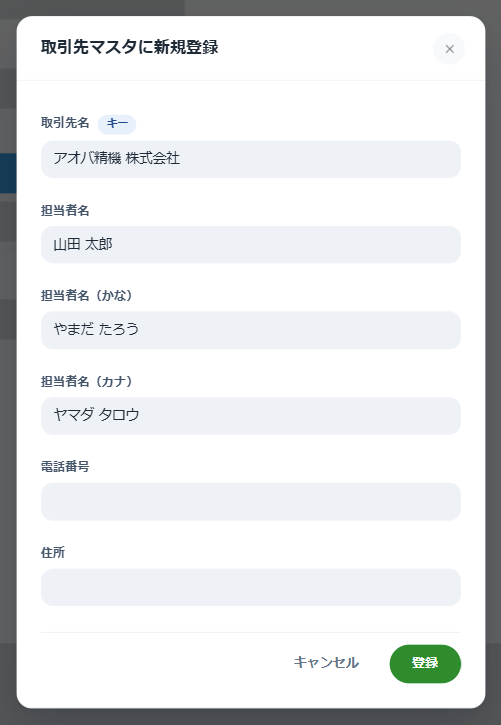 取引先マスタに新規登録
×
取引先名 キー
アオバ精機 株式会社
担当者名
山田 太郎
担当者名（かな）
やまだ たろう
担当者名（カナ）
ヤマダ タロウ
電話番号
住所
キャンセル 登録